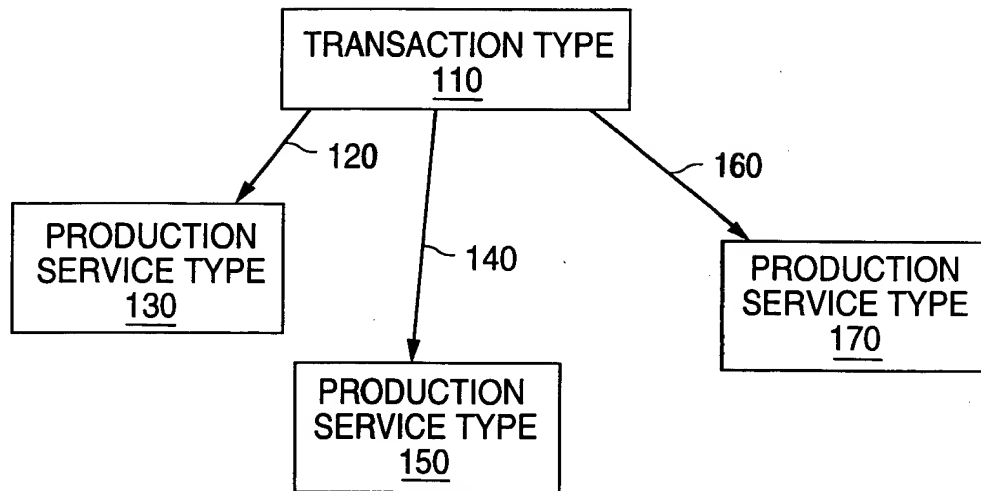 TRANSACTION TYPE
110
120
160
PRODUCTION
SERVICE TYPE
130
140
PRODUCTION
SERVICE TYPE
170
PRODUCTION
SERVICE TYPE
150